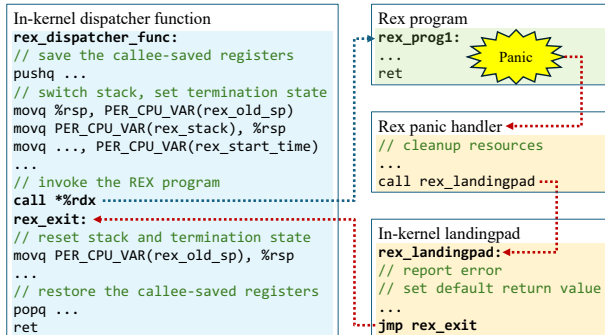 In-kernel dispatcher function
rex_dispatcher_func:
// save the callee-saved registers
pushq ...
// switch stack, set termination state
movq %rsp, PER_CPU_VAR(rex_old_sp)
movq PER_CPU_VAR(rex_stack), %rsp
movq ..., PER_CPU_VAR(rex_start_time)
...
// invoke the REX program
call *%rdx
rex_exit:
// reset stack and termination state
movq PER_CPU_VAR(rex_old_sp), %rsp
...
// restore the callee-saved registers
popq ...
ret
Rex program
rex_prog1:
...
ret
Panic
Rex panic handler
// cleanup resources
...
call rex_landingpad
In-kernel landingpad
rex_landingpad:
// report error
// set default return value
...
jmp rex_exit